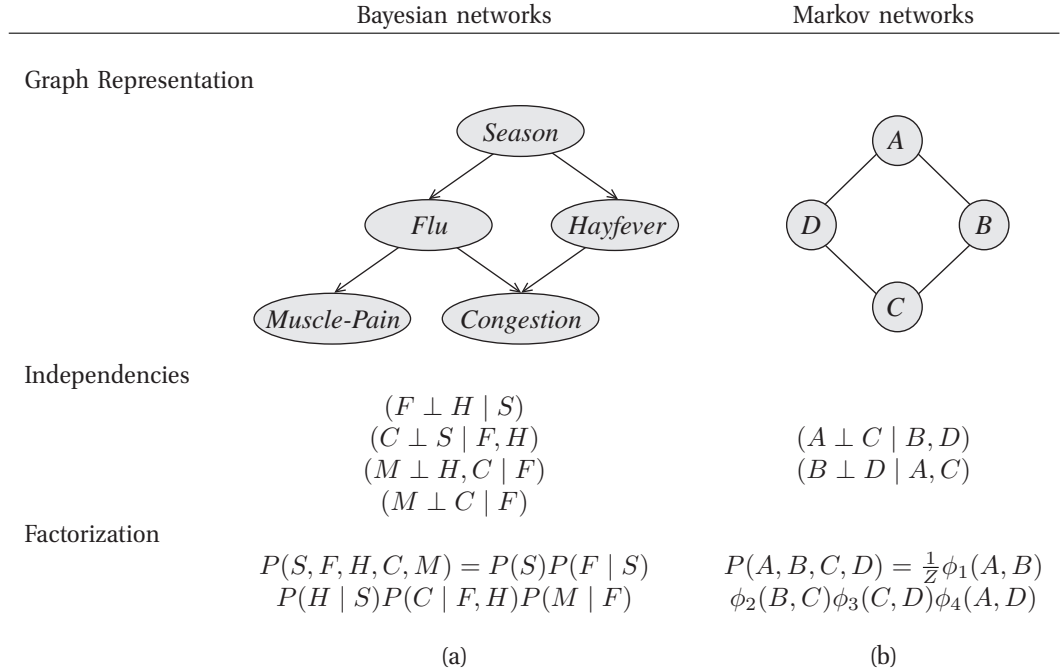 Bayesian networks Markov networks
Graph Representation
Season
A
Flu
Hayfever
D
B
Muscle-Pain
Congestion
C
Independencies
(F ⊥ H | S)
(C ⊥ S | F, H)
(A ⊥ C | B, D)
(M ⊥ H, C | F)
(B ⊥ D | A, C)
(M ⊥ C | F)
Factorization
P(S, F, H, C, M) = P(S)P(F | S)
P(A, B, C, D) = 1/Z ϕ₁(A, B)
P(H | S)P(C | F, H)P(M | F)
ϕ₂(B, C)ϕ₃(C, D)ϕ₄(A, D)
(a) (b)